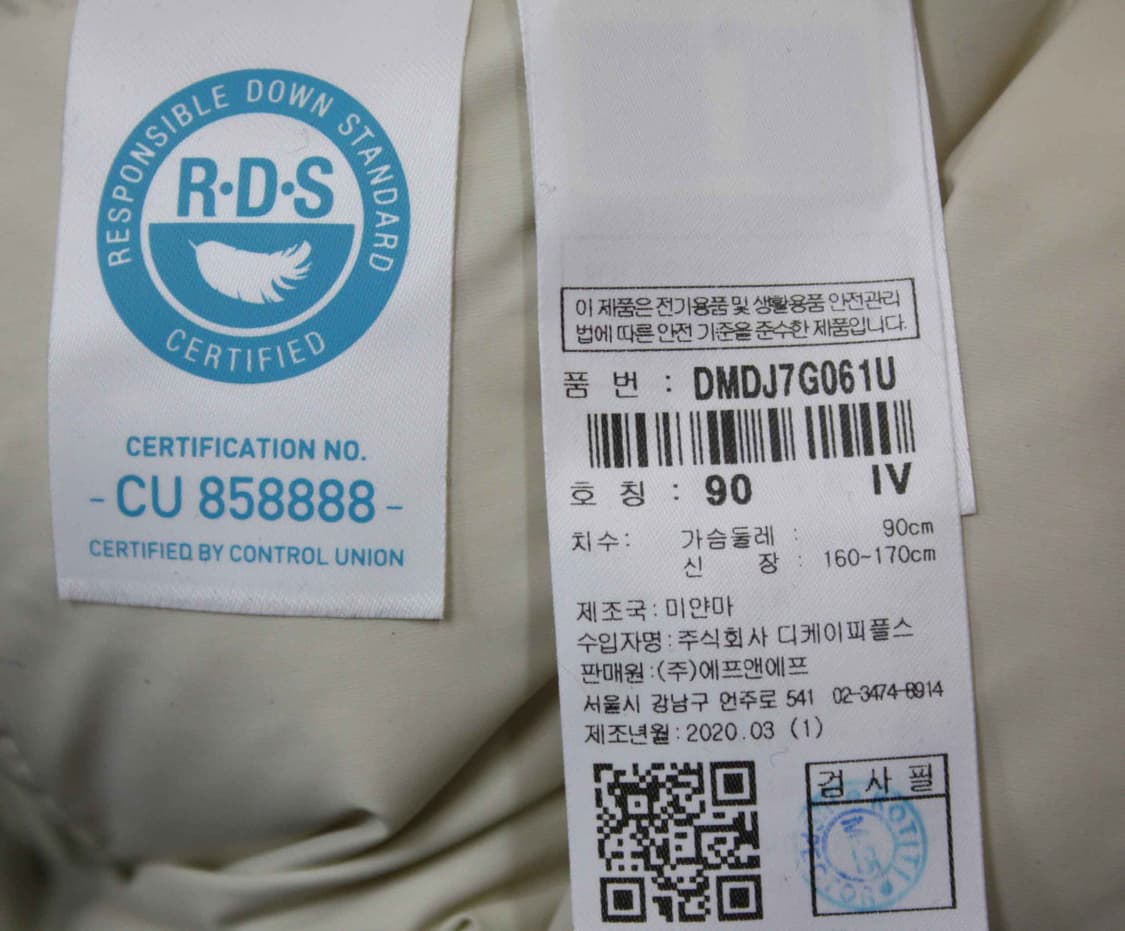 RESPONSIBLE DOWN STANDARD
R·D·S
CERTIFIED
CERTIFICATION NO.
- CU 858888 -
CERTIFIED BY CONTROL UNION
이 제품은 전기용품 및 생활용품 안전관리
법에 따른 안전 기준을 준수한 제품입니다.
품 번 : DMDJ7G061U
호 칭 : 90 IV
치수: 가슴둘레 : 90cm
신 장 : 160~170cm
제조국:미얀마
수입자명:주식회사 디케이피플스
판매원:(주)에프앤에프
서울시 강남구 언주로 541 02-3474-8914
제조년월:2020.03 (1)
검사필
KOTITI